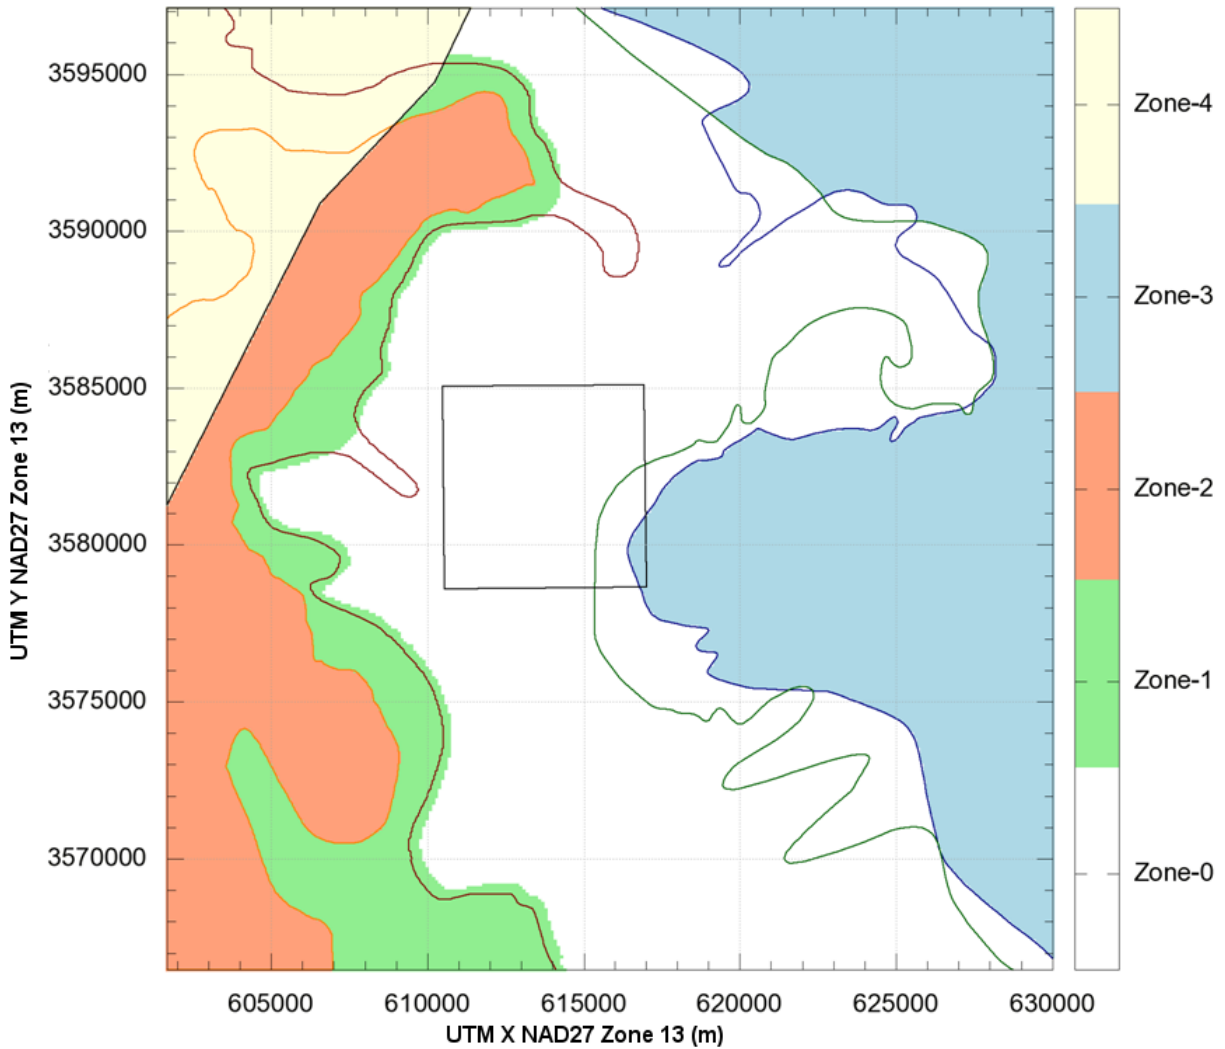 3595000
3590000
3585000
3580000
3575000
3570000
UTM Y NAD27 Zone 13 (m)
605000
610000
615000
620000
625000
630000
UTM X NAD27 Zone 13 (m)
Zone-4
Zone-3
Zone-2
Zone-1
Zone-0